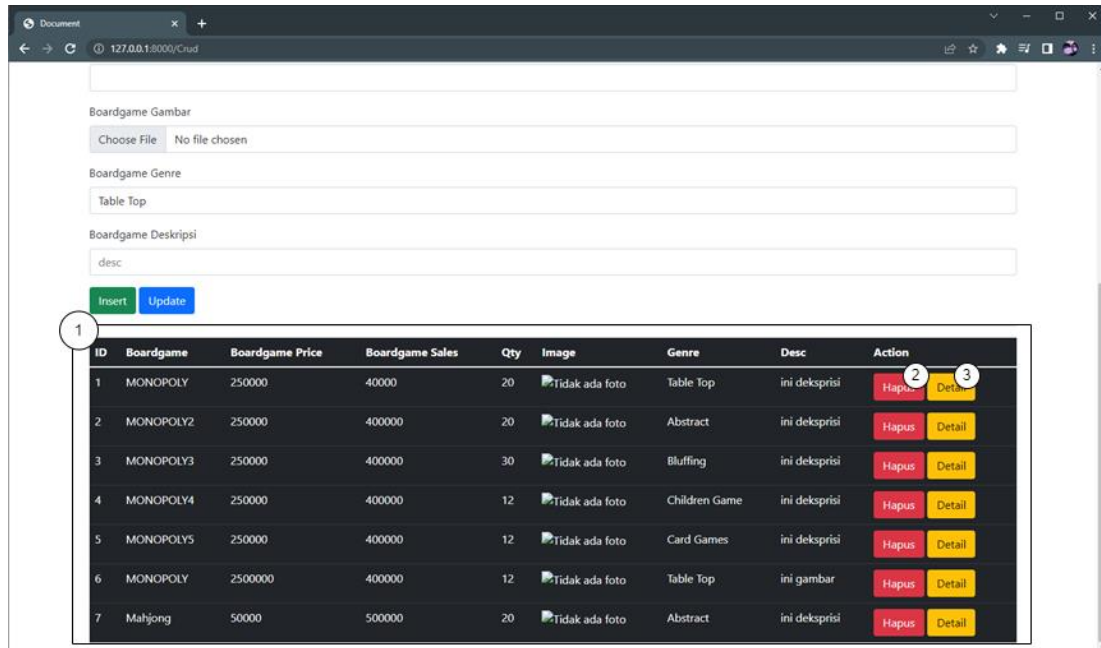 Document
127.0.0.1:8000/Crud
Boardgame Gambar
Choose File No file chosen
Boardgame Genre
Table Top
Boardgame Deskripsi
desc
Insert Update
1
ID Boardgame Boardgame Price Boardgame Sales Qty Image Genre Desc Action
1 MONOPOLY 250000 40000 20 Tidak ada foto Table Top ini deksprisi Hapus 2 Detail 3
2 MONOPOLY2 250000 400000 20 Tidak ada foto Abstract ini deksprisi Hapus Detail
3 MONOPOLY3 250000 400000 30 Tidak ada foto Bluffing ini deksprisi Hapus Detail
4 MONOPOLY4 250000 400000 12 Tidak ada foto Children Game ini deksprisi Hapus Detail
5 MONOPOLY5 250000 400000 12 Tidak ada foto Card Games ini deksprisi Hapus Detail
6 MONOPOLY 2500000 400000 12 Tidak ada foto Table Top ini gambar Hapus Detail
7 Mahjong 50000 500000 20 Tidak ada foto Abstract ini deksprisi Hapus Detail